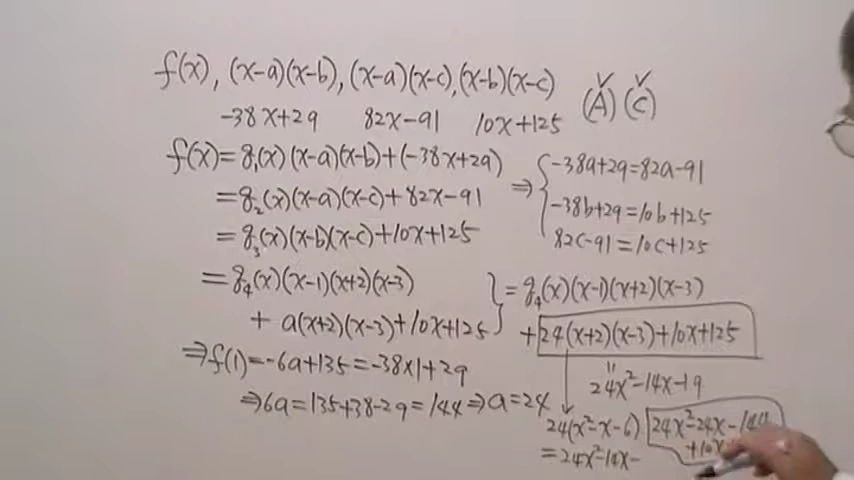 f(x), (x-a)(x-b), (x-a)(x-c), (x-b)(x-c)
-38x+29 82x-91 10x+125
(A) (C)
f(x)=g₁(x)(x-a)(x-b)+(-38x+29)
=g₂(x)(x-a)(x-c)+82x-91
=g₃(x)(x-b)(x-c)+10x+125
⇒ { -38a+29=82a-91
-38b+29=10b+125
82c-91=10c+125
=g₄(x)(x-1)(x+2)(x-3)
+ a(x+2)(x-3)+10x+125 }
=g₄(x)(x-1)(x+2)(x-3)
+24(x+2)(x-3)+10x+125
⇒f(1)=-6a+135=-38×1+29
⇒6a=135+38-29=144⇒a=24
24x²-14x-19
24(x²-x-6)
=24x²-14x-
24x²-24x-144
+10x